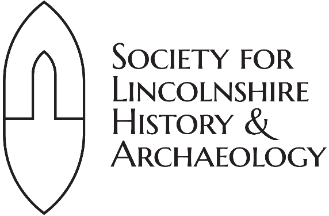 Society for
Lincolnshire
History &
Archaeology